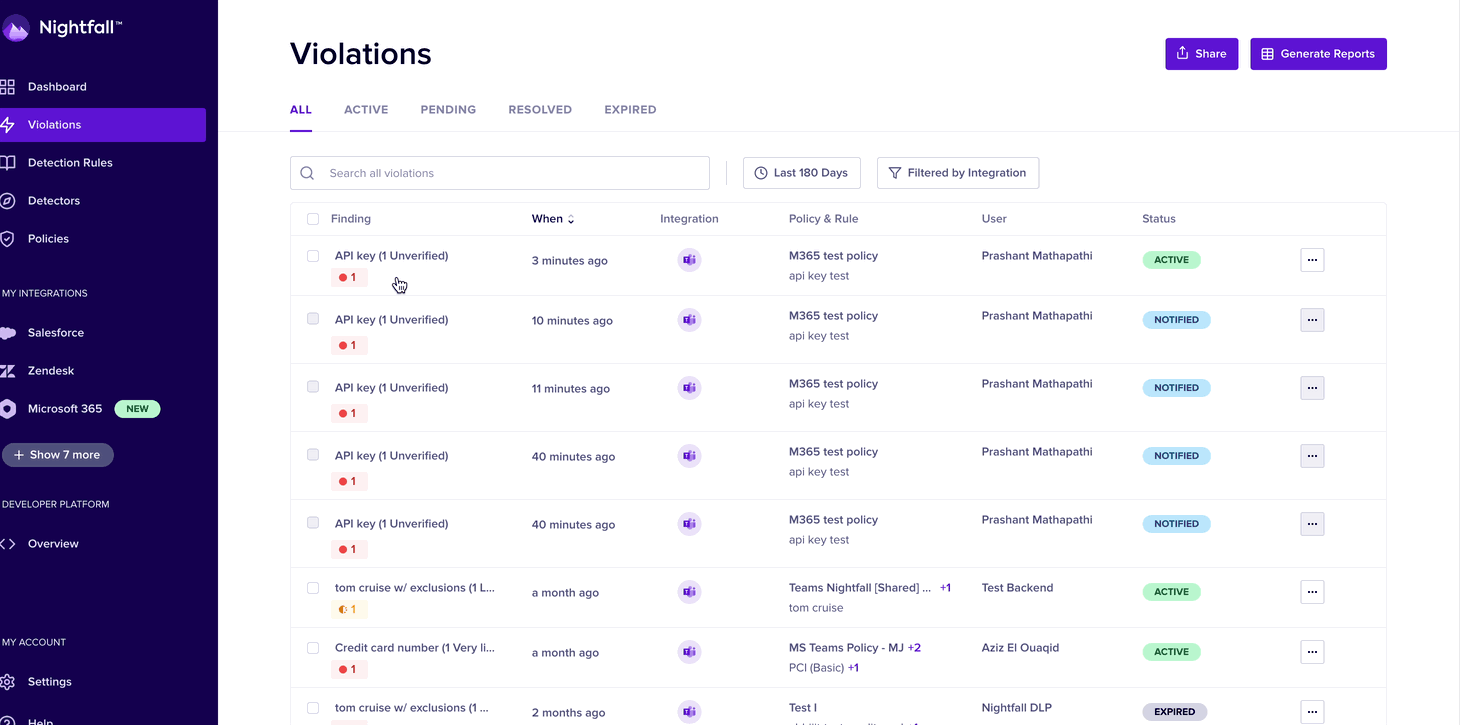 Nightfall™
Dashboard
Violations
Detection Rules
Detectors
Policies
MY INTEGRATIONS
Salesforce
Zendesk
Microsoft 365 NEW
+ Show 7 more
DEVELOPER PLATFORM
Overview
MY ACCOUNT
Settings
Help
Violations
Share
Generate Reports
ALL ACTIVE PENDING RESOLVED EXPIRED
Search all violations
Last 180 Days
Filtered by Integration
Finding When Integration Policy & Rule User Status
API key (1 Unverified) 3 minutes ago M365 test policy Prashant Mathapathi ACTIVE ...
1 api key test
API key (1 Unverified) 10 minutes ago M365 test policy Prashant Mathapathi NOTIFIED ...
1 api key test
API key (1 Unverified) 11 minutes ago M365 test policy Prashant Mathapathi NOTIFIED ...
1 api key test
API key (1 Unverified) 40 minutes ago M365 test policy Prashant Mathapathi NOTIFIED ...
1 api key test
API key (1 Unverified) 40 minutes ago M365 test policy Prashant Mathapathi NOTIFIED ...
1 api key test
tom cruise w/ exclusions (1 L... a month ago Teams Nightfall [Shared] ... +1 Test Backend ACTIVE ...
1 tom cruise
Credit card number (1 Very li... a month ago MS Teams Policy - MJ +2 Aziz El Ouaqid ACTIVE ...
1 PCI (Basic) +1
tom cruise w/ exclusions (1 ... 2 months ago Test I Nightfall DLP EXPIRED ...